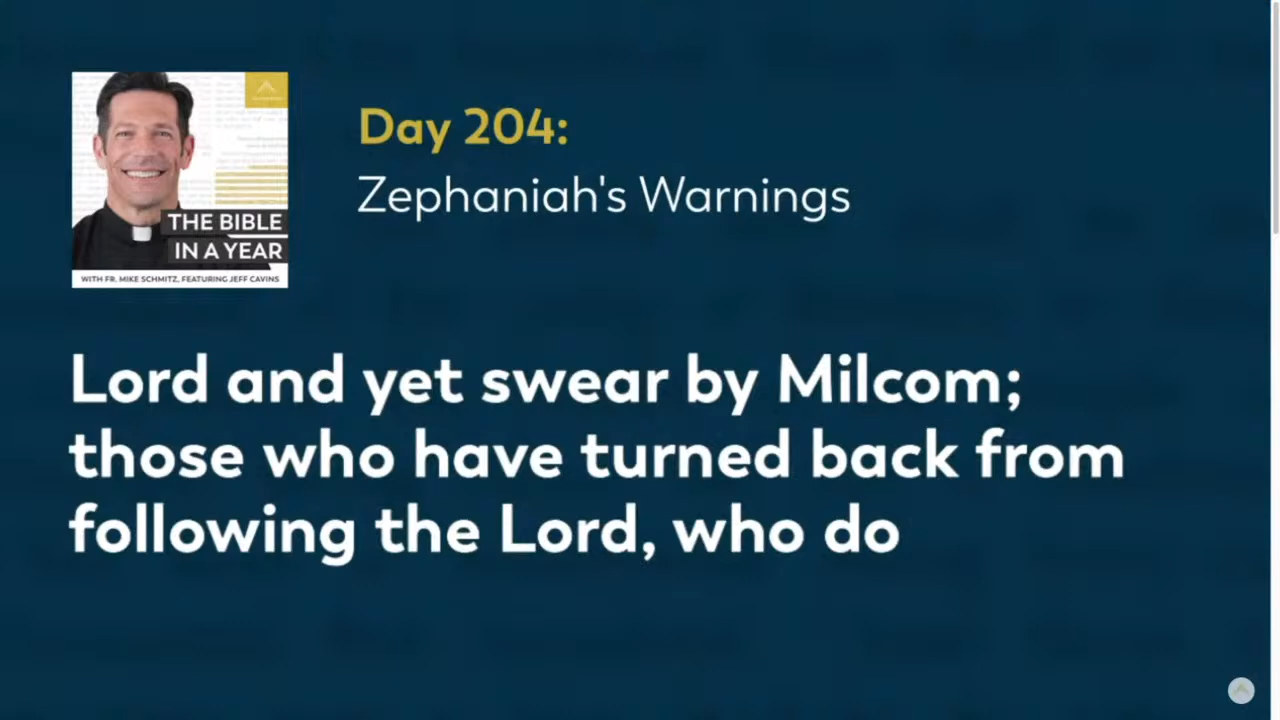 Day 204:
Zephaniah's Warnings
THE BIBLE
IN A YEAR
WITH FR. MIKE SCHMITZ, FEATURING JEFF CAVINS
Lord and yet swear by Milcom;
those who have turned back from
following the Lord, who do